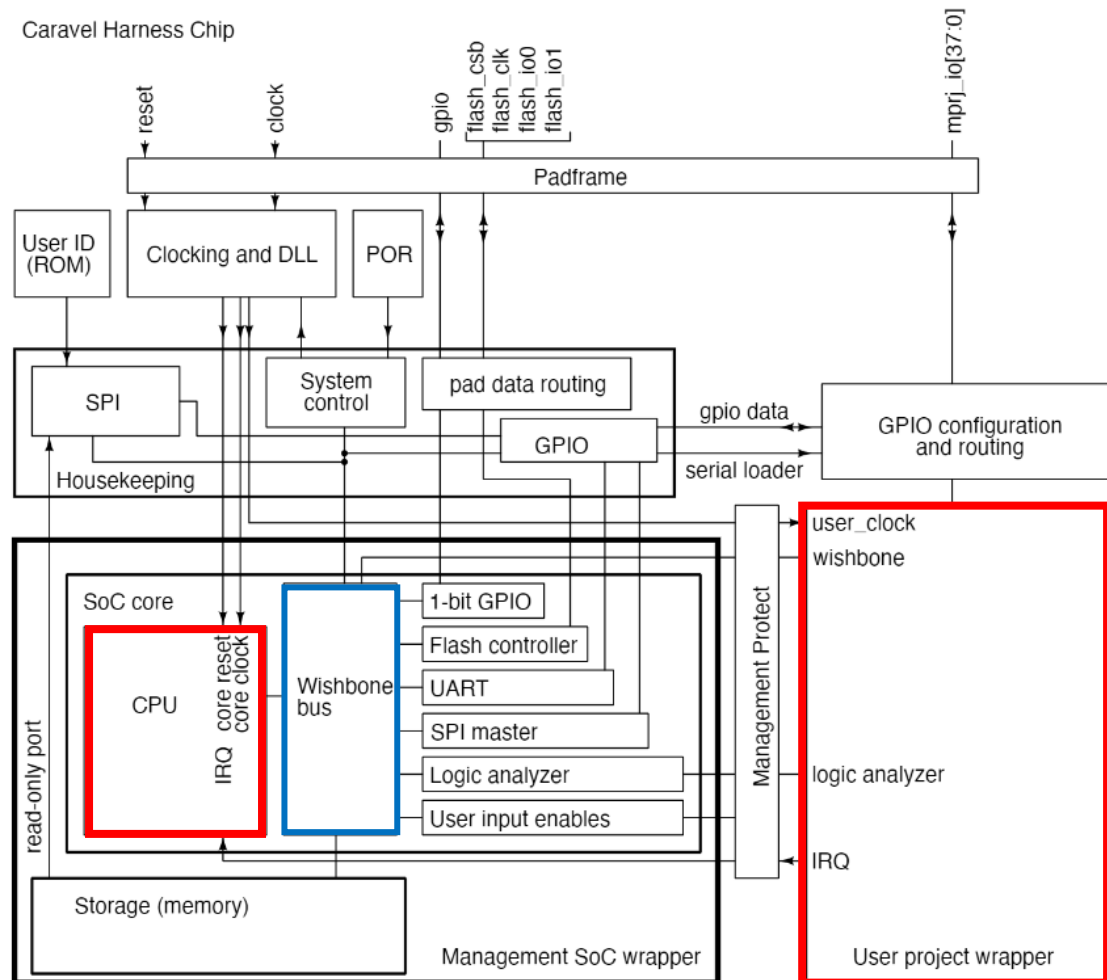 Caravel Harness Chip
reset
clock
gpio
flash_csb
flash_clk
flash_io0
flash_io1
mprj_io[37:0]
Padframe
User ID
(ROM)
Clocking and DLL
POR
SPI
System
control
pad data routing
GPIO
Housekeeping
gpio data
serial loader
GPIO configuration
and routing
user_clock
wishbone
SoC core
CPU
core reset
core clock
IRQ
Wishbone
bus
1-bit GPIO
Flash controller
UART
SPI master
Logic analyzer
User input enables
Management Protect
logic analyzer
IRQ
read-only port
Storage (memory)
Management SoC wrapper
User project wrapper